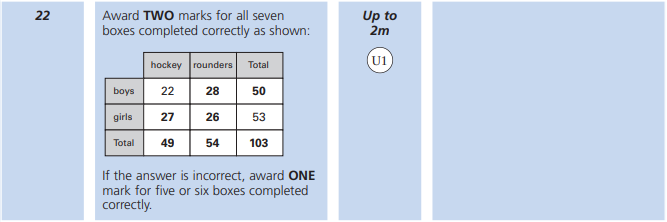 22
Award TWO marks for all seven
boxes completed correctly as shown:
hockey rounders Total
boys 22 28 50
girls 27 26 53
Total 49 54 103
If the answer is incorrect, award ONE
mark for five or six boxes completed
correctly.
Up to
2m
U1